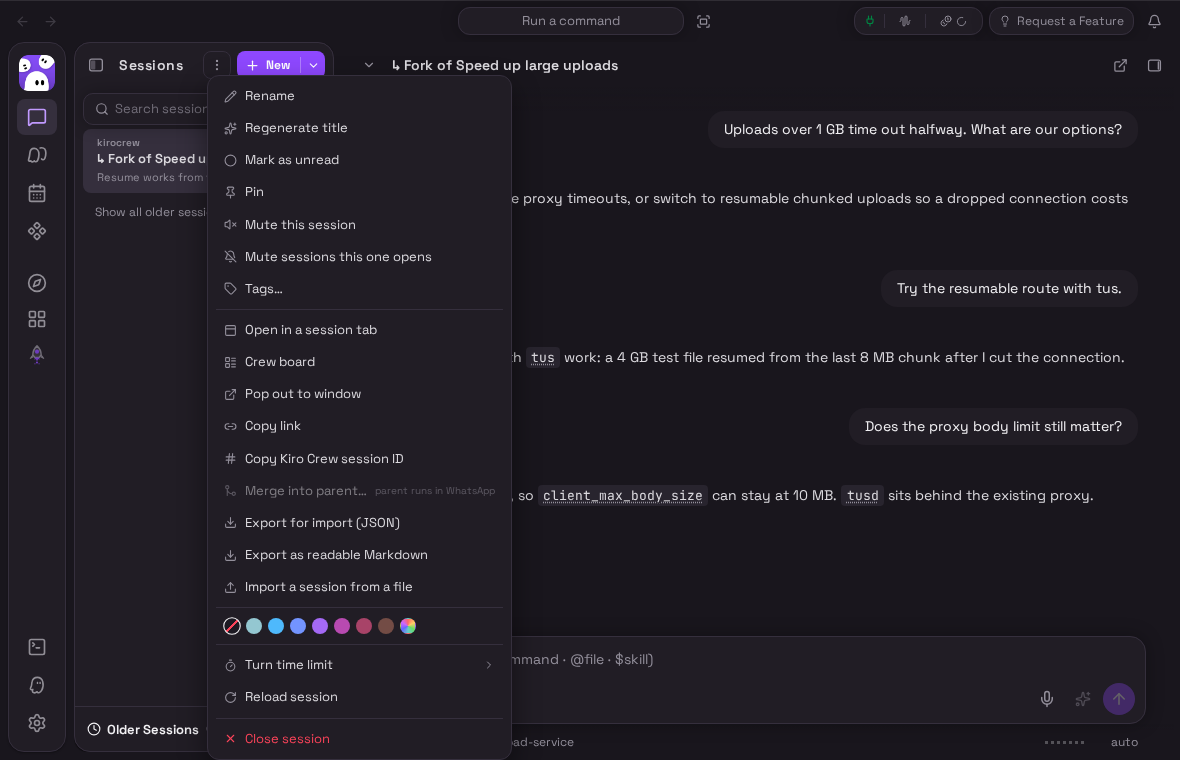 Run a command
Request a Feature
Sessions
New
↳ Fork of Speed up large uploads
Search session
kirocrew
↳ Fork of Speed u
Resume works from
Show all older sessi
Older Sessions
Rename
Regenerate title
Mark as unread
Pin
Mute this session
Mute sessions this one opens
Tags...
Open in a session tab
Crew board
Pop out to window
Copy link
Copy Kiro Crew session ID
Merge into parent... parent runs in WhatsApp
Export for import (JSON)
Export as readable Markdown
Import a session from a file
Turn time limit
Reload session
Close session
Uploads over 1 GB time out halfway. What are our options?
e proxy timeouts, or switch to resumable chunked uploads so a dropped connection costs
Try the resumable route with tus.
th tus work: a 4 GB test file resumed from the last 8 MB chunk after I cut the connection.
Does the proxy body limit still matter?
, so client_max_body_size can stay at 10 MB. tusd sits behind the existing proxy.
mmand · @file · $skill)
oad-service
auto